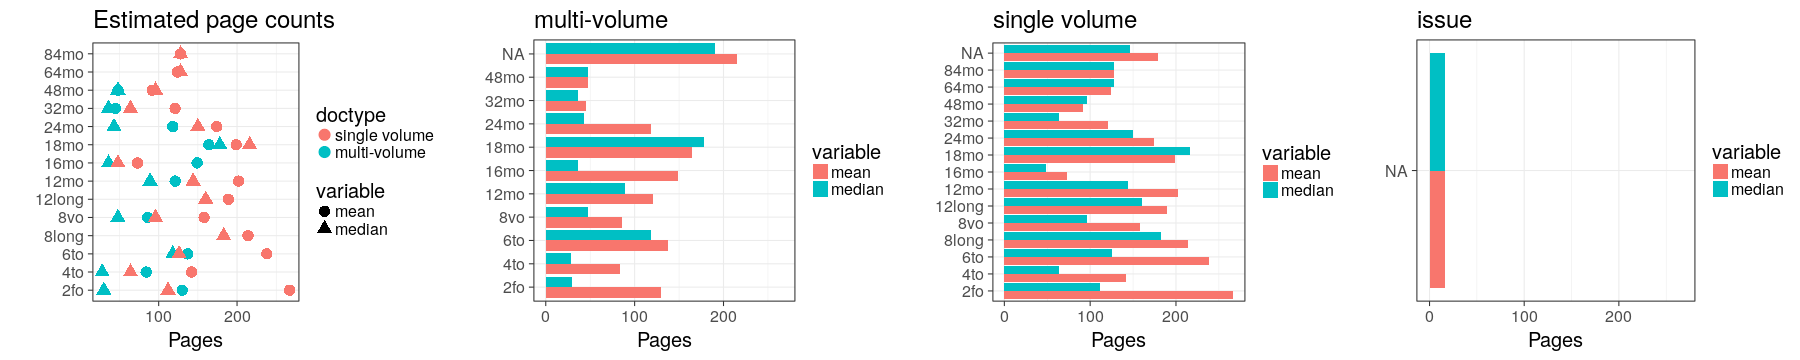 Estimated page counts
84mo
64mo
48mo
32mo
24mo
18mo
16mo
12mo
12long
8vo
8long
6to
4to
2fo
100 200
Pages
doctype
single volume
multi-volume
variable
mean
median
multi-volume
NA
48mo
32mo
24mo
18mo
16mo
12mo
8vo
6to
4to
2fo
0 100 200
Pages
variable
mean
median
single volume
NA
84mo
64mo
48mo
32mo
24mo
18mo
16mo
12mo
12long
8vo
8long
6to
4to
2fo
0 100 200
Pages
variable
mean
median
issue
NA
0 100 200
Pages
variable
mean
median